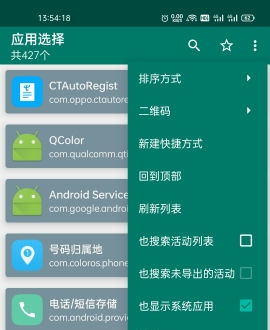 13:54:18
应用选择
共427个
CTAutoRegist
com.oppo.ctautore
排序方式
QColor
com.qualcomm.qti
二维码
新建快捷方式
Android Service
com.google.androi
回到顶部
刷新列表
号码归属地
com.coloros.phone
也搜索活动列表
也搜索未导出的活动
电话/短信存储
com.android.provi
也显示系统应用